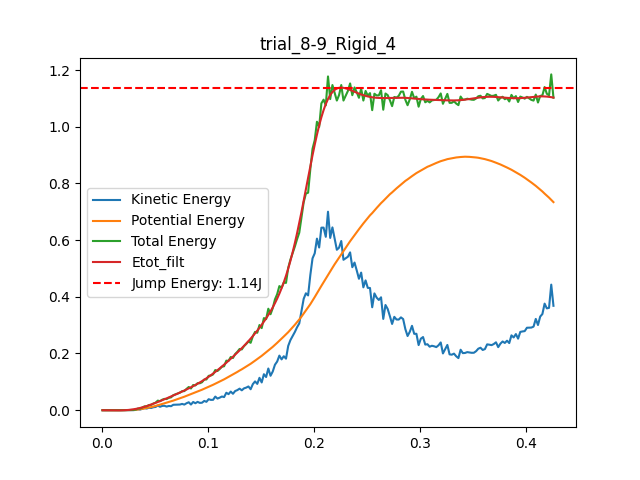 trial_8-9_Rigid_4
1.2
1.0
0.8
0.6
0.4
0.2
0.0
Kinetic Energy
Potential Energy
Total Energy
Etot_filt
Jump Energy: 1.14J
0.0 0.1 0.2 0.3 0.4